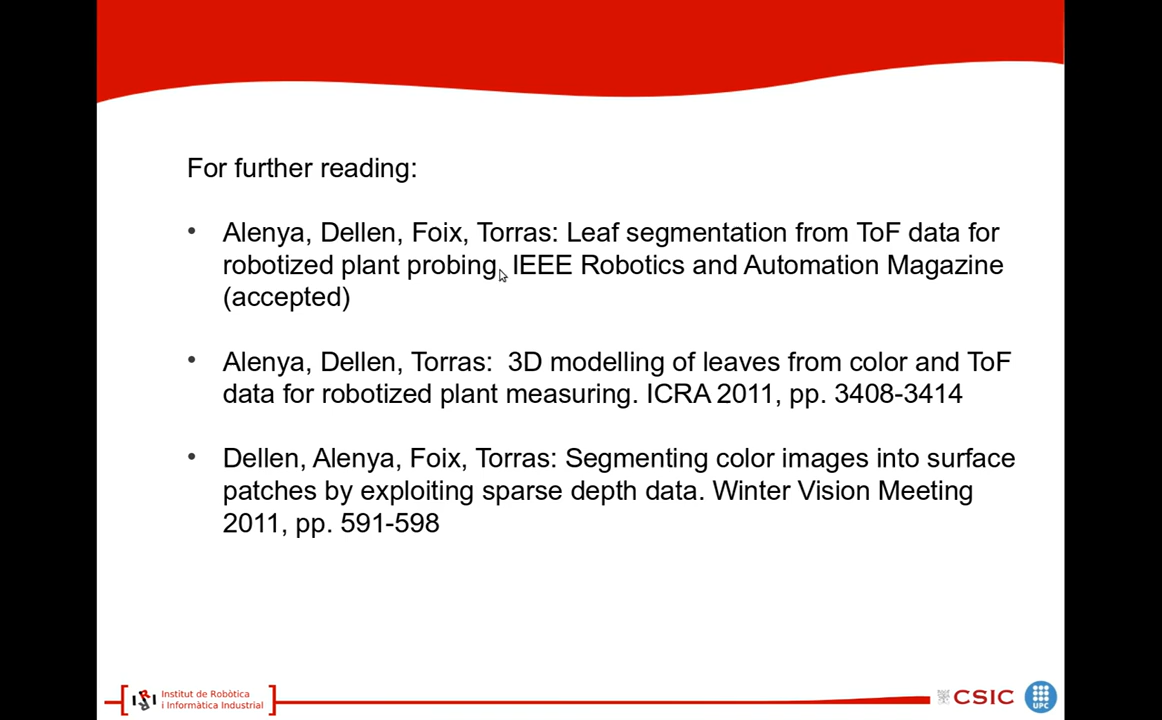 For further reading:
• Alenya, Dellen, Foix, Torras: Leaf segmentation from ToF data for
robotized plant probing. IEEE Robotics and Automation Magazine
(accepted)
• Alenya, Dellen, Torras:  3D modelling of leaves from color and ToF
data for robotized plant measuring. ICRA 2011, pp. 3408-3414
• Dellen, Alenya, Foix, Torras: Segmenting color images into surface
patches by exploiting sparse depth data. Winter Vision Meeting
2011, pp. 591-598
IRI
Institut de Robòtica
i Informàtica Industrial
CSIC
UPC